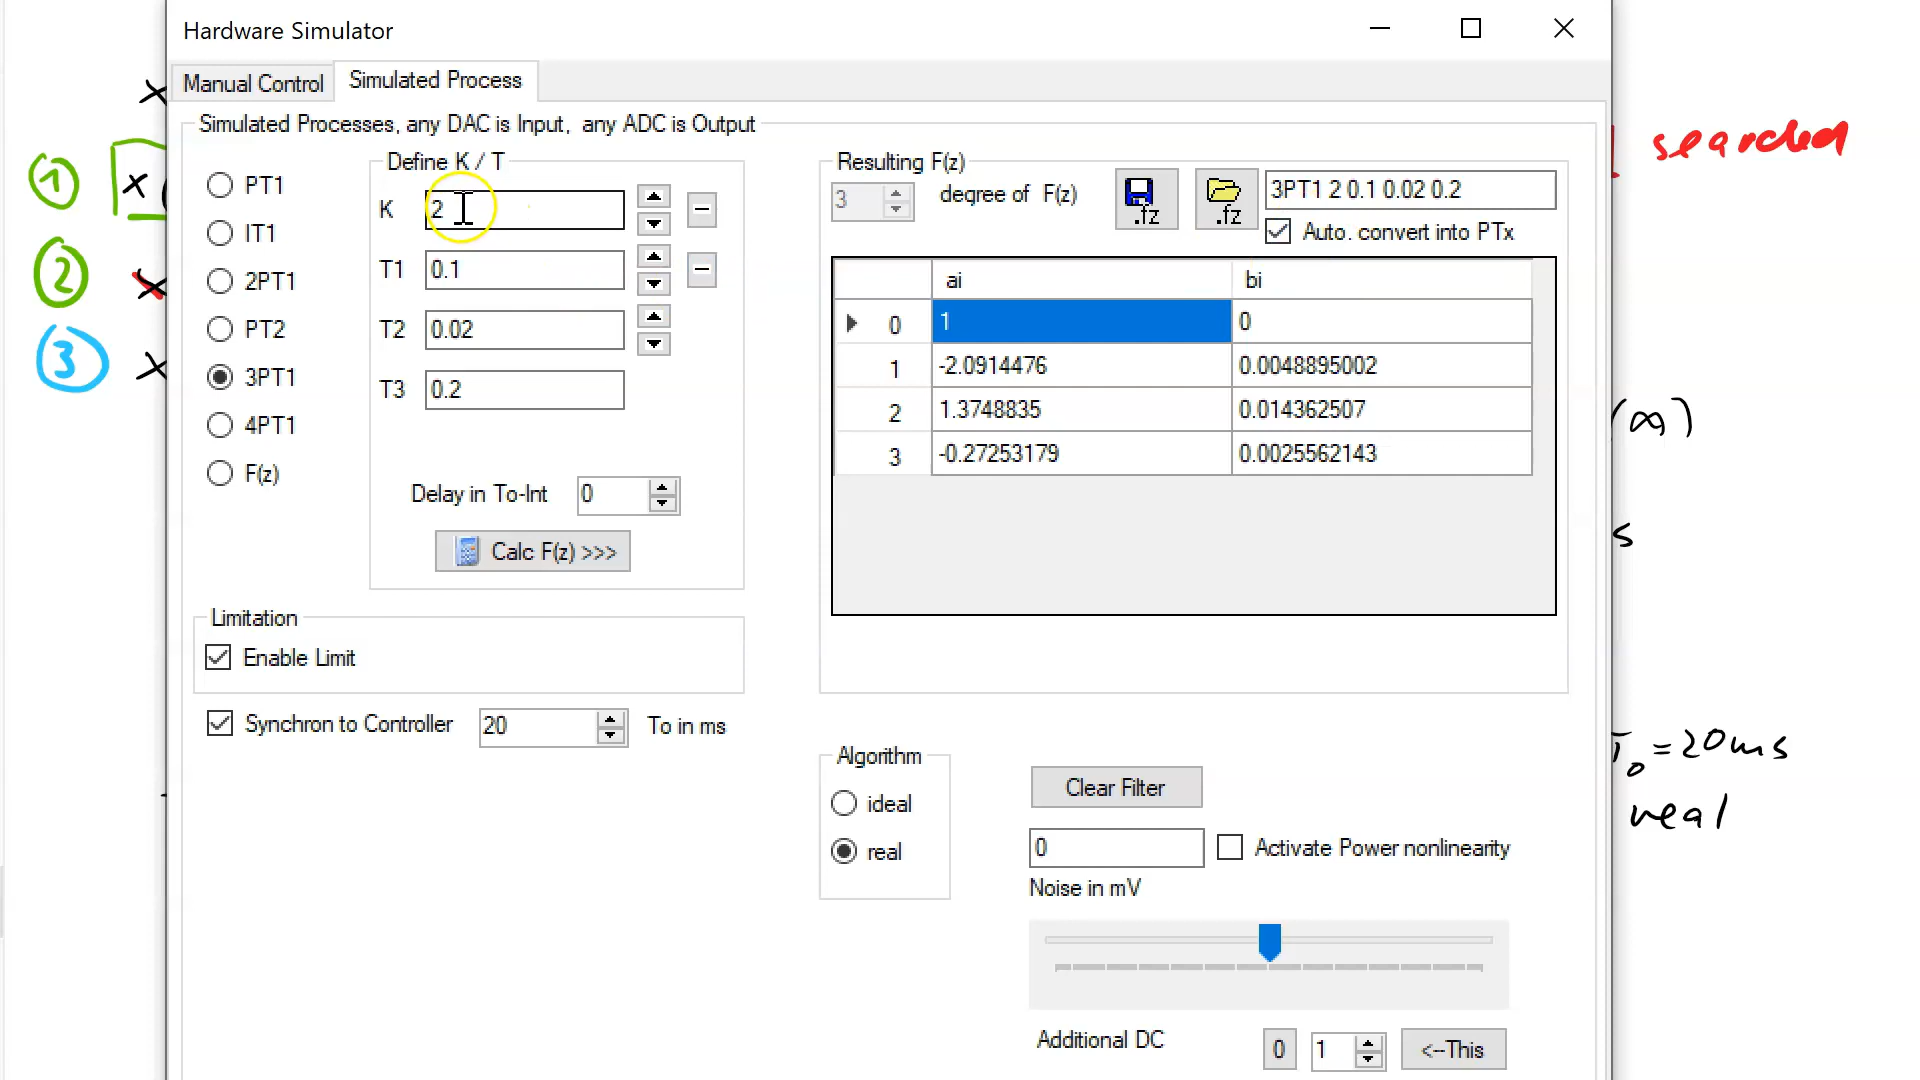 Hardware Simulator
Manual Control
Simulated Process
Simulated Processes, any DAC is Input, any ADC is Output
searched
① x (
② x
③ x
PT1
IT1
2PT1
PT2
3PT1
4PT1
F(z)
Define K / T
K 2
T1 0.1
T2 0.02
T3 0.2
Delay in To-Int 0
Calc F(z) >>>
Limitation
Enable Limit
Synchron to Controller 20 To in ms
Resulting F(z)
3 degree of F(z)
.fz
.fz
3PT1 2 0.1 0.02 0.2
Auto. convert into PTx
ai bi
0 1 0
1 -2.0914476 0.0048895002
2 1.3748835 0.014362507
3 -0.27253179 0.0025562143
(∞)
s
T₀ = 20ms
real
Algorithm
ideal
real
Clear Filter
0
Activate Power nonlinearity
Noise in mV
Additional DC 0 1 <--This